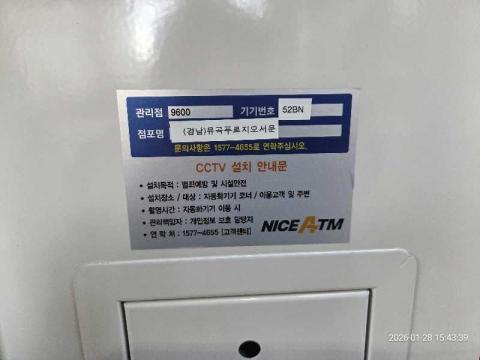 관리점 9600 기기번호 52BN
점포명 (경남)유곡푸르지오서문
문의사항은 1577-4655로 연락주십시오.
CCTV 설치 안내문
• 설치목적 : 범죄예방 및 시설안전
• 설치장소 / 대상 : 자동화기기 코너 / 이용고객 및 주변
• 촬영시간 : 자동화기기 이용 시
• 관리책임자 : 개인정보 보호 담당자
• 연 락 처 : 1577-4655 [고객센터]
NICE ATM
2026-01-28 15:43:39